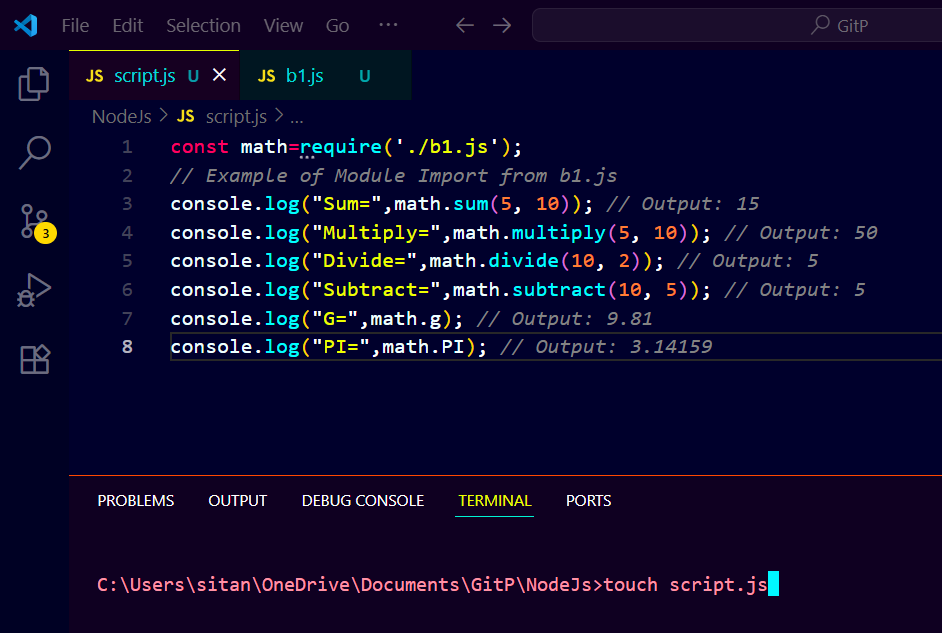 File Edit Selection View Go ··· ← → GitP
JS script.js U × JS b1.js U
NodeJs > JS script.js > ...
1 const math=require('./b1.js');
2 // Example of Module Import from b1.js
3 console.log("Sum=",math.sum(5, 10)); // Output: 15
4 console.log("Multiply=",math.multiply(5, 10)); // Output: 50
5 console.log("Divide=",math.divide(10, 2)); // Output: 5
6 console.log("Subtract=",math.subtract(10, 5)); // Output: 5
7 console.log("G=",math.g); // Output: 9.81
8 console.log("PI=",math.PI); // Output: 3.14159
3
PROBLEMS OUTPUT DEBUG CONSOLE TERMINAL PORTS
C:\Users\sitan\OneDrive\Documents\GitP\NodeJs>touch script.js